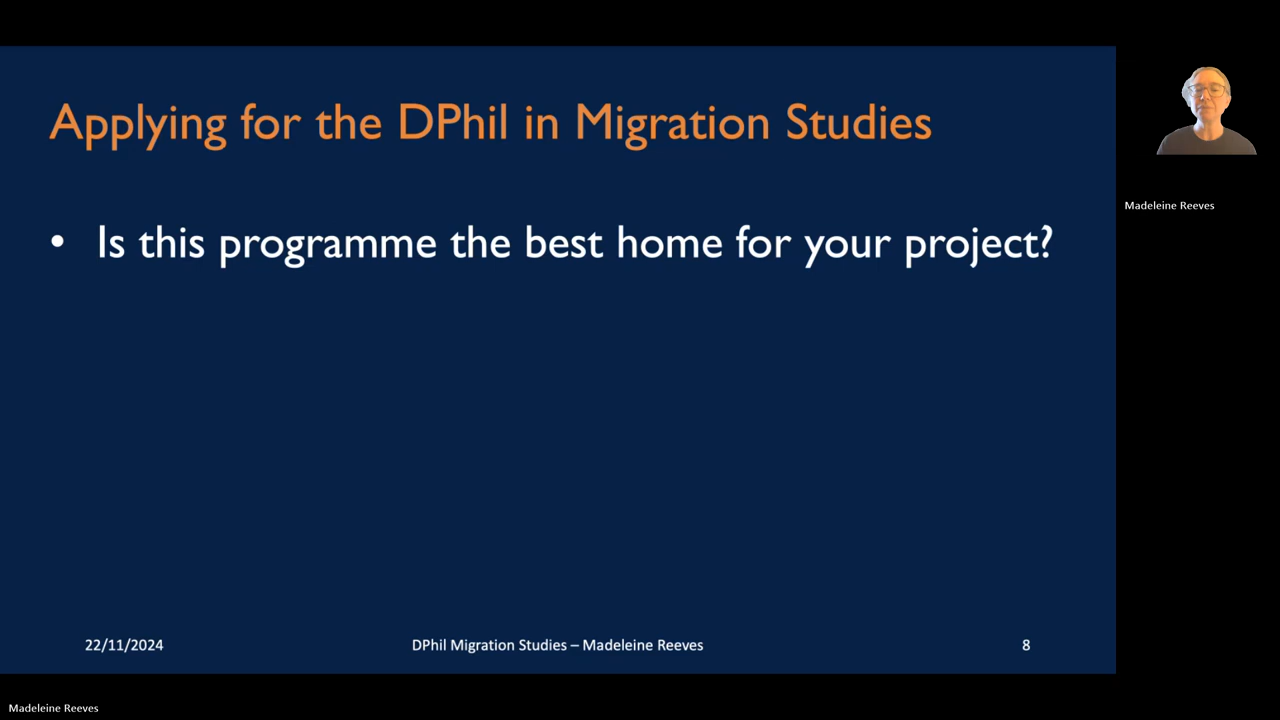 Applying for the DPhil in Migration Studies
• Is this programme the best home for your project?
22/11/2024
DPhil Migration Studies – Madeleine Reeves
8
Madeleine Reeves
Madeleine Reeves